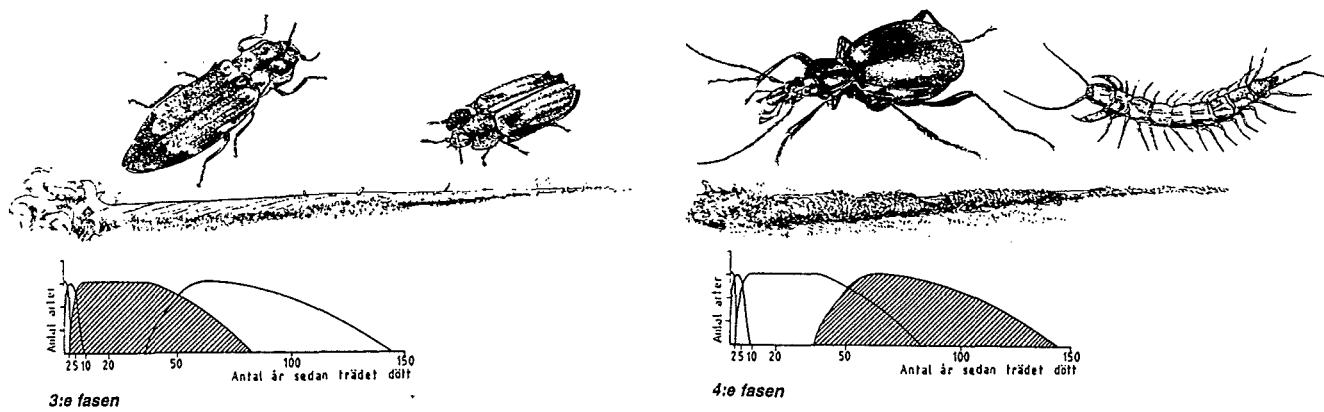 Antal arter
2 5 10 20 50 100 150
Antal år sedan trädet dött
3:e fasen
Antal arter
2 5 10 20 50 100 150
Antal år sedan trädet dött
4:e fasen